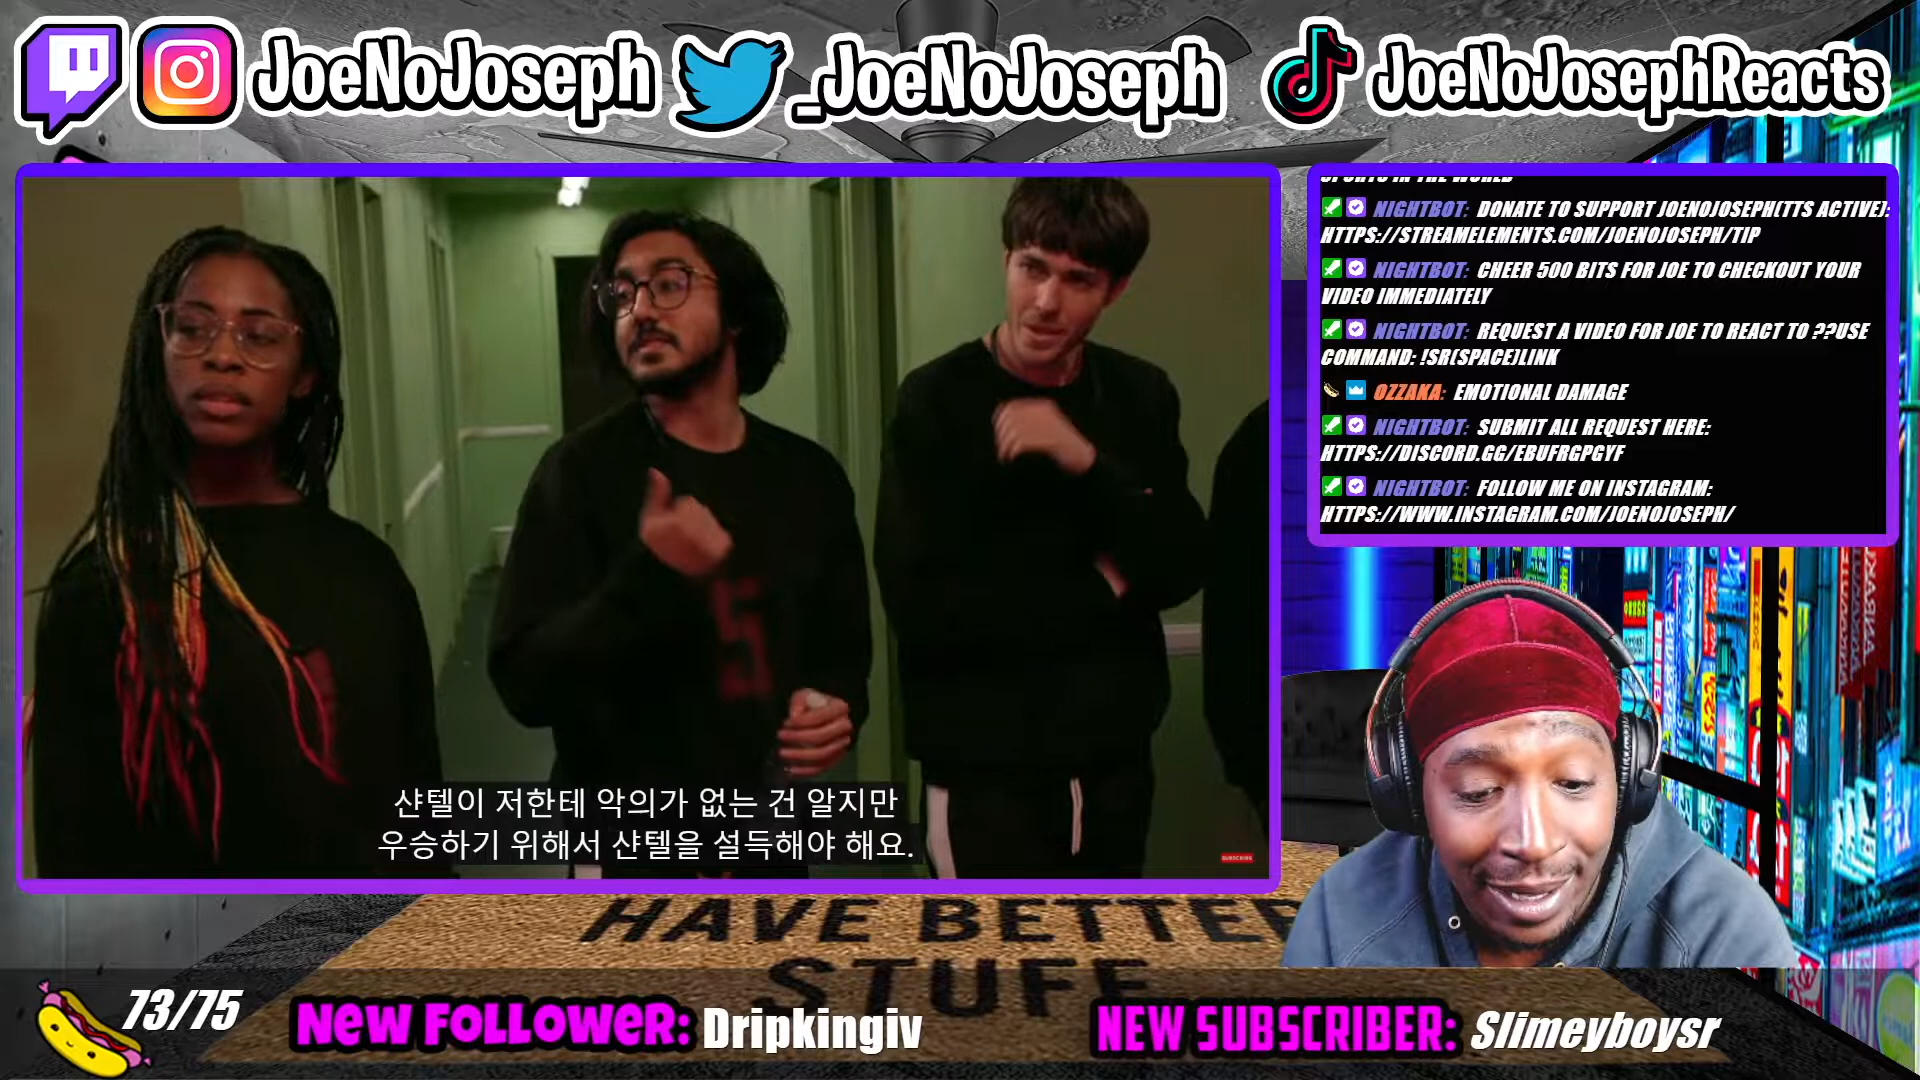 JoeNoJoseph
_JoeNoJoseph
JoeNoJosephReacts
SPORTS IN THE WORLD
NIGHTBOT: DONATE TO SUPPORT JOENOJOSEPH(TTS ACTIVE):
HTTPS://STREAMELEMENTS.COM/JOENOJOSEPH/TIP
NIGHTBOT: CHEER 500 BITS FOR JOE TO CHECKOUT YOUR
VIDEO IMMEDIATELY
NIGHTBOT: REQUEST A VIDEO FOR JOE TO REACT TO ??USE
COMMAND: !SR(SPACE)LINK
OZZAKA: EMOTIONAL DAMAGE
NIGHTBOT: SUBMIT ALL REQUEST HERE:
HTTPS://DISCORD.GG/EBUFRGPGYF
NIGHTBOT: FOLLOW ME ON INSTAGRAM:
HTTPS://WWW.INSTAGRAM.COM/JOENOJOSEPH/
샨텔이 저한테 악의가 없는 건 알지만
우승하기 위해서 샨텔을 설득해야 해요.
SUBSCRIBE
HAVE BETTER
STUFF
73/75
NEW FOLLOWER: Dripkingiv
NEW SUBSCRIBER: Slimeyboysr